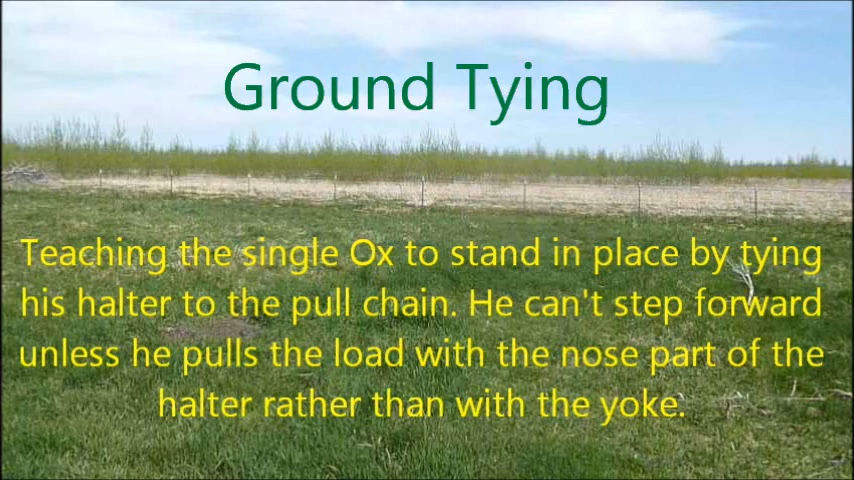 Ground Tying
Teaching the single Ox to stand in place by tying
his halter to the pull chain. He can't step forward
unless he pulls the load with the nose part of the
halter rather than with the yoke.